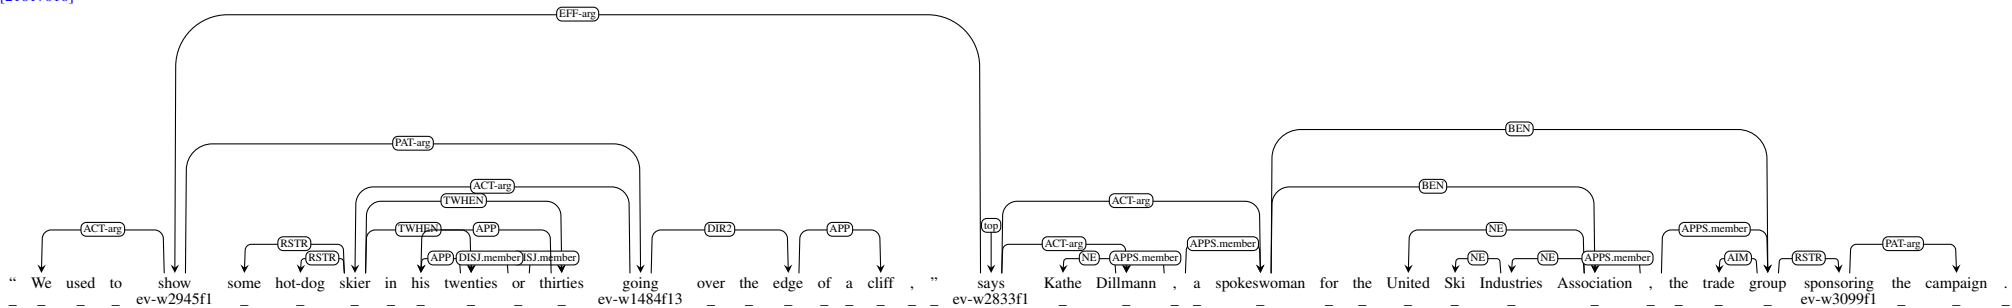 EFF-arg
BEN
PAT-arg
ACT-arg BEN
TWHEN ACT-arg
ACT-arg TWHEN APP DIR2 APP top NE APPS.member
RSTR ACT-arg APPS.member PAT-arg
RSTR APP DISJ.member ISJ.member NE APPS.member NE NE APPS.member AIM RSTR
“ We used to show some hot-dog skier in his twenties or thirties going over the edge of a cliff , ” says Kathe Dillmann , a spokeswoman for the United Ski Industries Association , the trade group sponsoring the campaign .
ev-w2945f1 ev-w1484f13 ev-w2833f1 ev-w3099f1